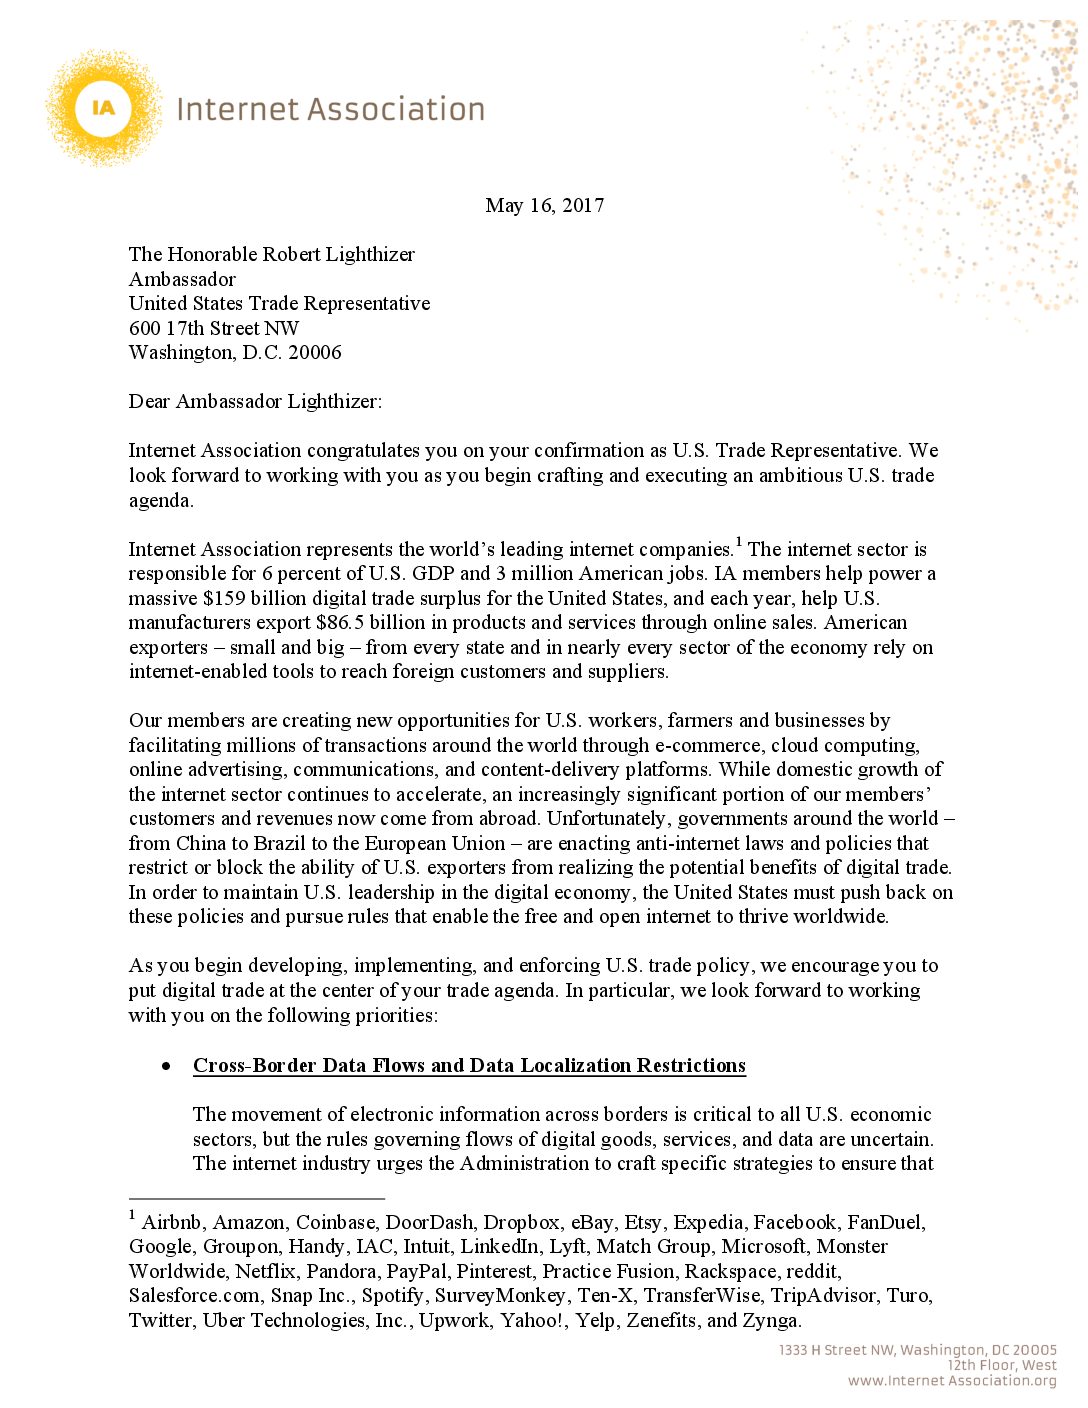 IA
Internet Association
May 16, 2017
The Honorable Robert Lighthizer
Ambassador
United States Trade Representative
600 17th Street NW
Washington, D.C. 20006
Dear Ambassador Lighthizer:
Internet Association congratulates you on your confirmation as U.S. Trade Representative. We
look forward to working with you as you begin crafting and executing an ambitious U.S. trade
agenda.
Internet Association represents the world’s leading internet companies.1 The internet sector is
responsible for 6 percent of U.S. GDP and 3 million American jobs. IA members help power a
massive $159 billion digital trade surplus for the United States, and each year, help U.S.
manufacturers export $86.5 billion in products and services through online sales. American
exporters – small and big – from every state and in nearly every sector of the economy rely on
internet-enabled tools to reach foreign customers and suppliers.
Our members are creating new opportunities for U.S. workers, farmers and businesses by
facilitating millions of transactions around the world through e-commerce, cloud computing,
online advertising, communications, and content-delivery platforms. While domestic growth of
the internet sector continues to accelerate, an increasingly significant portion of our members’
customers and revenues now come from abroad. Unfortunately, governments around the world –
from China to Brazil to the European Union – are enacting anti-internet laws and policies that
restrict or block the ability of U.S. exporters from realizing the potential benefits of digital trade.
In order to maintain U.S. leadership in the digital economy, the United States must push back on
these policies and pursue rules that enable the free and open internet to thrive worldwide.
As you begin developing, implementing, and enforcing U.S. trade policy, we encourage you to
put digital trade at the center of your trade agenda. In particular, we look forward to working
with you on the following priorities:
• Cross-Border Data Flows and Data Localization Restrictions
The movement of electronic information across borders is critical to all U.S. economic
sectors, but the rules governing flows of digital goods, services, and data are uncertain.
The internet industry urges the Administration to craft specific strategies to ensure that
1 Airbnb, Amazon, Coinbase, DoorDash, Dropbox, eBay, Etsy, Expedia, Facebook, FanDuel,
Google, Groupon, Handy, IAC, Intuit, LinkedIn, Lyft, Match Group, Microsoft, Monster
Worldwide, Netflix, Pandora, PayPal, Pinterest, Practice Fusion, Rackspace, reddit,
Salesforce.com, Snap Inc., Spotify, SurveyMonkey, Ten-X, TransferWise, TripAdvisor, Turo,
Twitter, Uber Technologies, Inc., Upwork, Yahoo!, Yelp, Zenefits, and Zynga.
1333 H Street NW, Washington, DC 20005
12th Floor, West
www.Internet Association.org